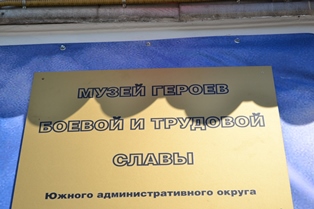 МУЗЕЙ ГЕРОЕВ
БОЕВОЙ И ТРУДОВОЙ
СЛАВЫ
Южного административного округа